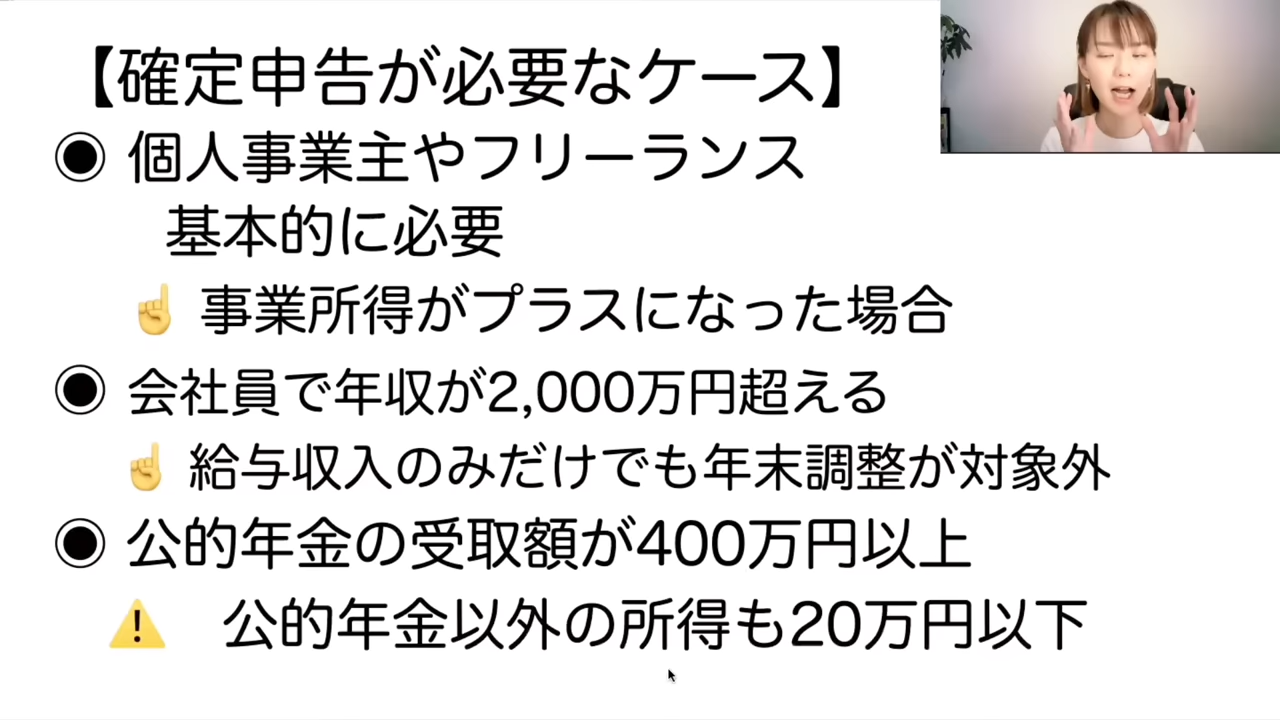 【確定申告が必要なケース】
◉ 個人事業主やフリーランス
基本的に必要
☝ 事業所得がプラスになった場合
◉ 会社員で年収が2,000万円超える
☝ 給与収入のみだけでも年末調整が対象外
◉ 公的年金の受取額が400万円以上
⚠ 公的年金以外の所得も20万円以下